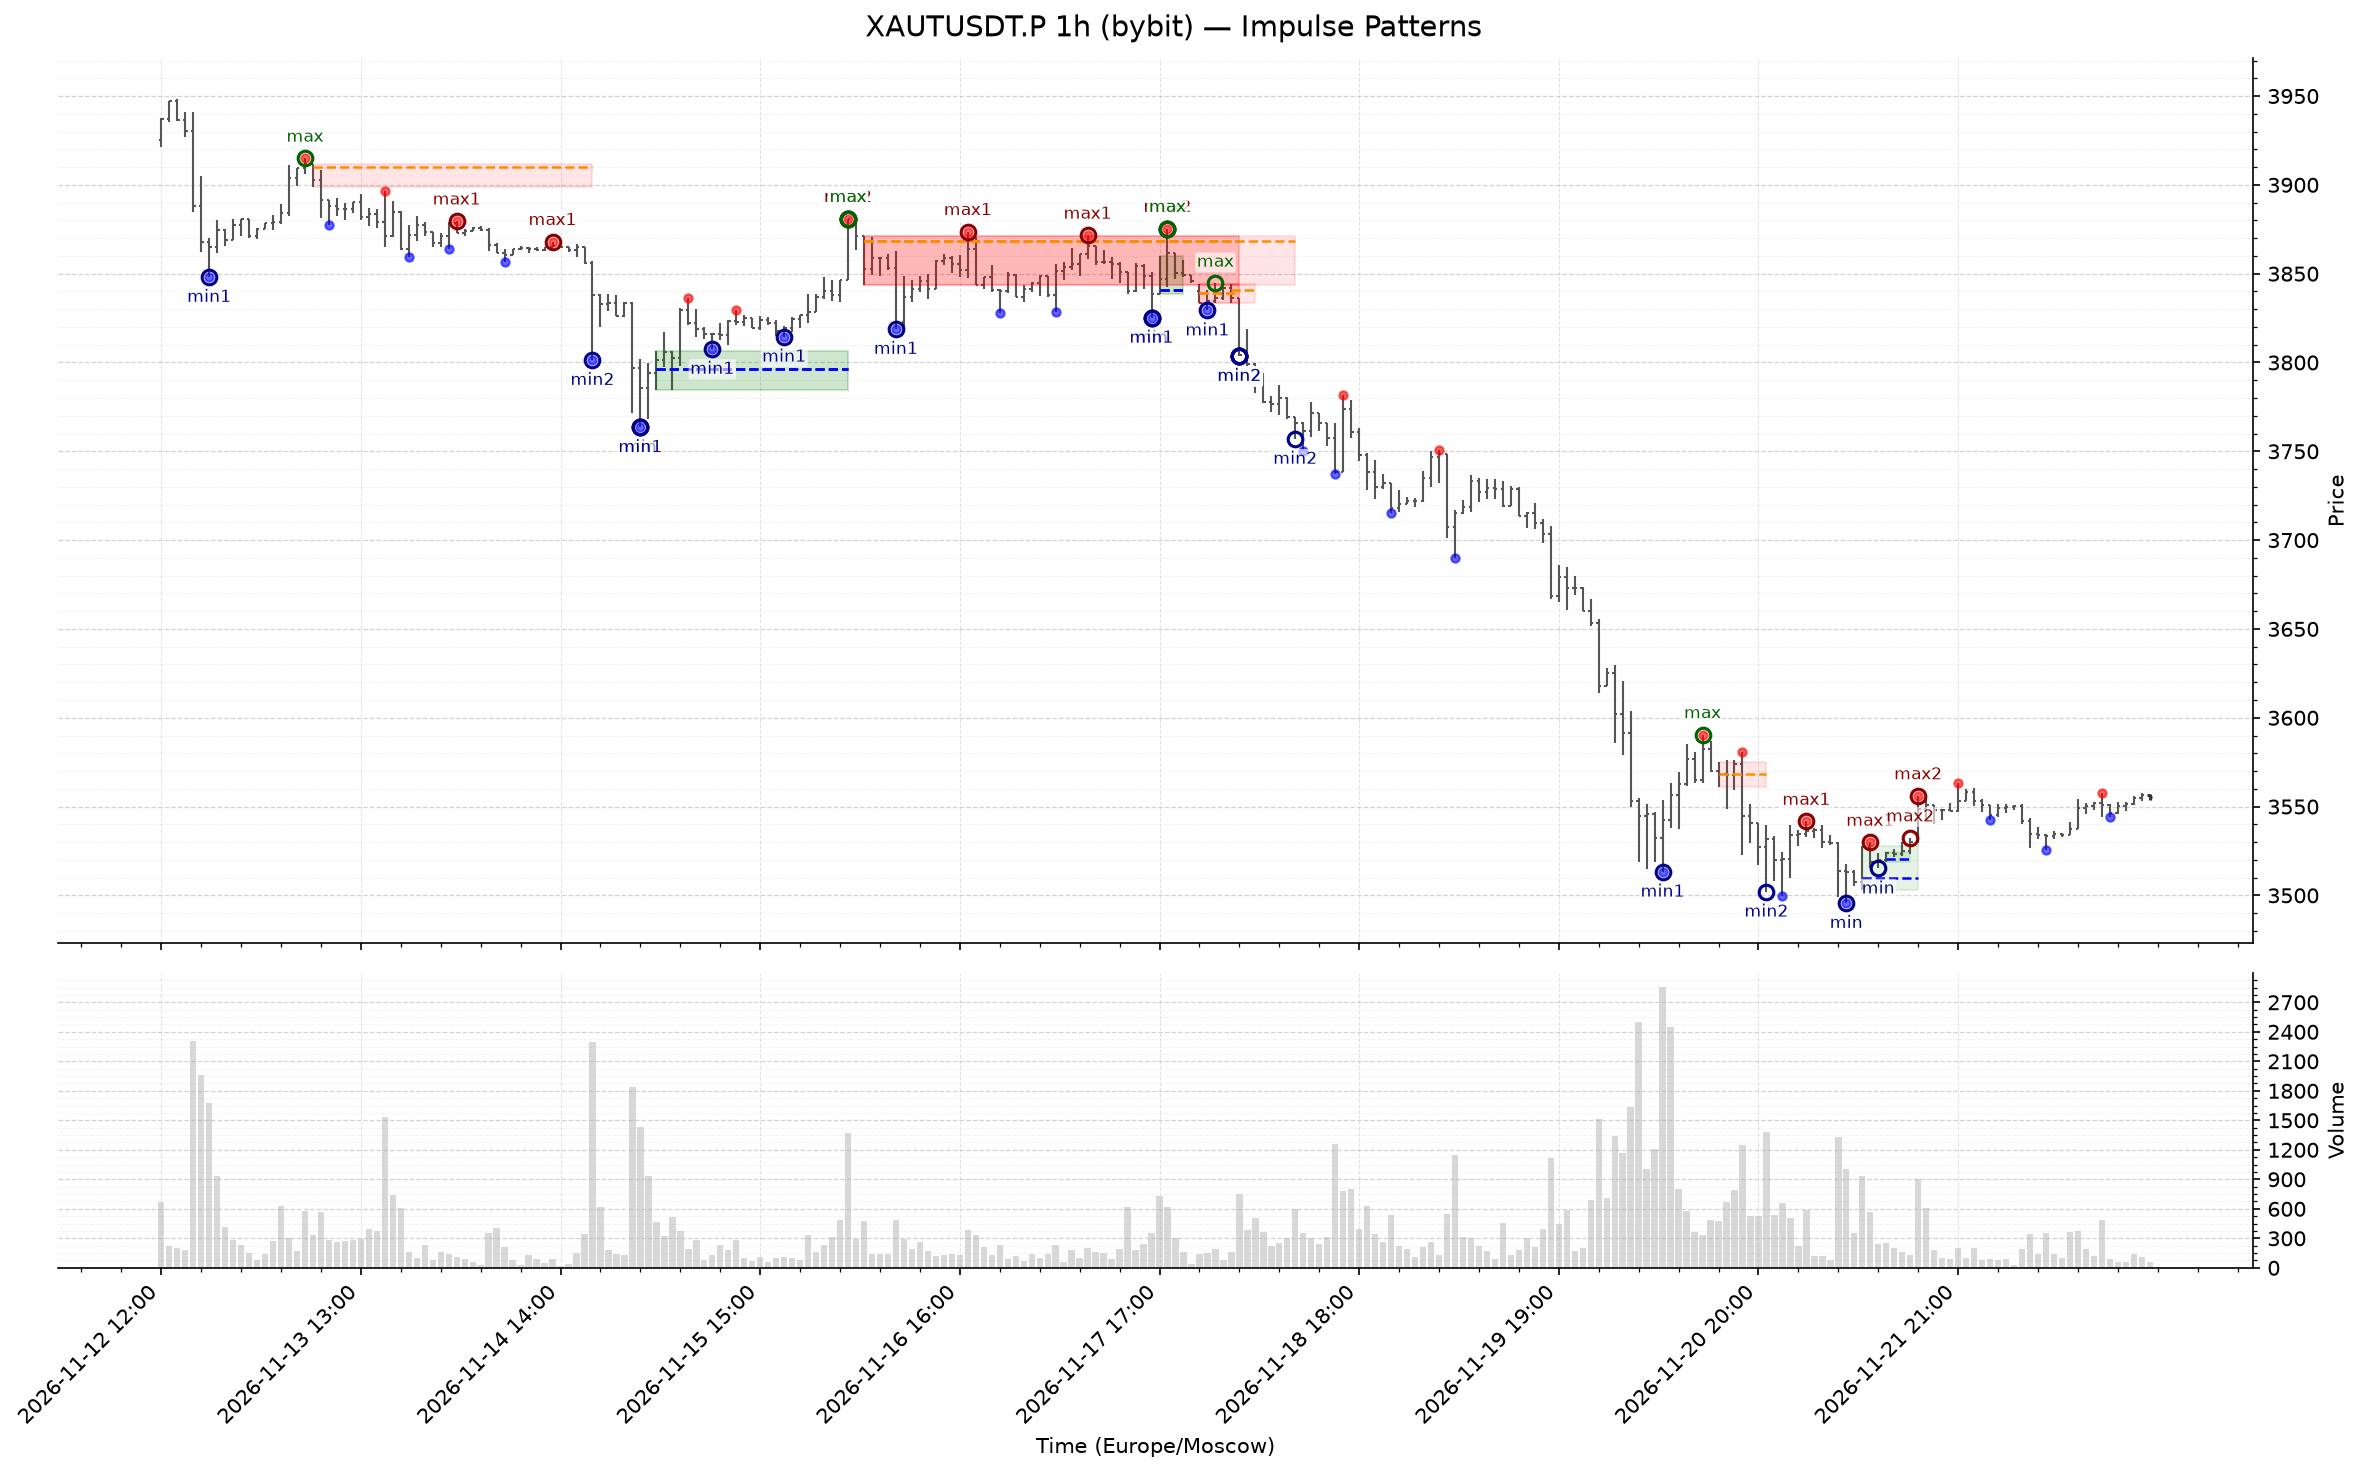 XAUTUSDT.P 1h (bybit) — Impulse Patterns
3950
3900
3850
3800
3750
3700
3650
3600
3550
3500
Price
max
min1
max1
max1
min2
min1
min1
min1
max
min1
max1
max1
min1
max
max
min1
min2
min2
max
min1
min2
max1
min
max1
min
max2
max2
2700
2400
2100
1800
1500
1200
900
600
300
0
Volume
2026-11-12 12:00
2026-11-13 13:00
2026-11-14 14:00
2026-11-15 15:00
2026-11-16 16:00
2026-11-17 17:00
2026-11-18 18:00
2026-11-19 19:00
2026-11-20 20:00
2026-11-21 21:00
Time (Europe/Moscow)